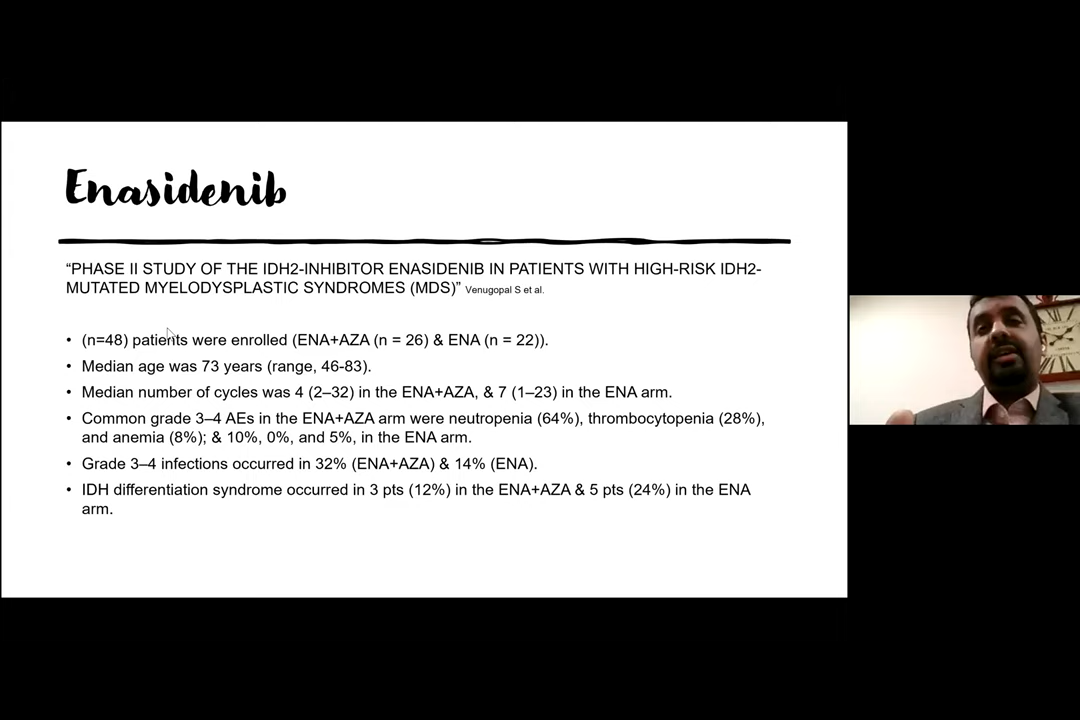 Enasidenib
“PHASE II STUDY OF THE IDH2-INHIBITOR ENASIDENIB IN PATIENTS WITH HIGH-RISK IDH2-
MUTATED MYELODYSPLASTIC SYNDROMES (MDS)” Venugopal S et al.
• (n=48) patients were enrolled (ENA+AZA (n = 26) & ENA (n = 22)).
• Median age was 73 years (range, 46-83).
• Median number of cycles was 4 (2–32) in the ENA+AZA, & 7 (1–23) in the ENA arm.
• Common grade 3–4 AEs in the ENA+AZA arm were neutropenia (64%), thrombocytopenia (28%),
and anemia (8%); & 10%, 0%, and 5%, in the ENA arm.
• Grade 3–4 infections occurred in 32% (ENA+AZA) & 14% (ENA).
• IDH differentiation syndrome occurred in 3 pts (12%) in the ENA+AZA & 5 pts (24%) in the ENA
arm.